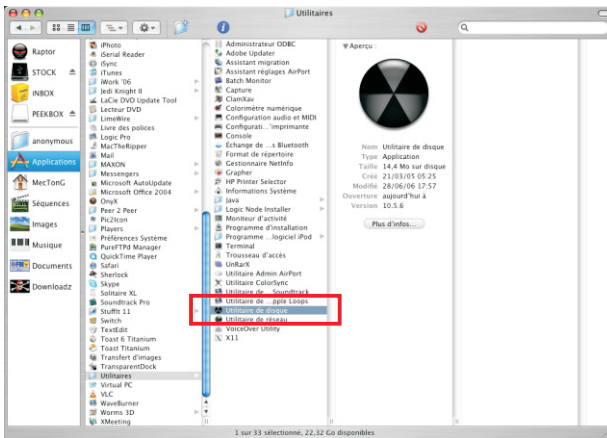 Utilitaires
Raptor
STOCK
INBOX
PEEKBOX
anonymous
Applications
MecTonG
Séquences
Images
Musique
Documents
Downloadz
iPhoto
iSerial Reader
iSync
iTunes
iWork '06
Jedi Knight II
LaCie DVD Update Tool
Lecteur DVD
LimeWire
Livre des polices
Logic Pro
MacTheRipper
Mail
MAXON
Messengers
Microsoft AutoUpdate
Microsoft Office 2004
OnyX
Peer 2 Peer
Pic2Icon
Players
Préférences Système
PureFTPd Manager
QuickTime Player
Safari
Sherlock
Skype
Solitaire XL
Soundtrack Pro
Stuffit 11
Switch
TextEdit
Toast 6 Titanium
Toast Titanium
Transfert d'images
TransparentDock
Utilitaires
Virtual PC
VLC
WaveBurner
Worms 3D
XMeeting
Administrateur ODBC
Adobe Updater
Assistant migration
Assistant réglages AirPort
Batch Monitor
Capture
ClamXav
Colorimètre numérique
Configuration audio et MIDI
Configurati...'imprimante
Console
Échange de ...s Bluetooth
Format de répertoire
Gestionnaire NetInfo
Grapher
HP Printer Selector
Informations Système
Java
Logic Node Installer
Moniteur d'activité
Programme d'installation
Programme ...logiciel iPod
Terminal
Trousseau d'accès
UnRarX
Utilitaire Admin AirPort
Utilitaire ColorSync
Utilitaire de ... Soundtrack
Utilitaire de ...pple Loops
Utilitaire de disque
Utilitaire de réseau
VoiceOver Utility
X11
Aperçu :
Nom Utilitaire de disque
Type Application
Taille 14,4 Mo sur disque
Créé 21/03/05 05:25
Modifié 28/06/06 17:57
Ouverture aujourd'hui à
Version 10.5.6
Plus d'infos...
1 sur 33 sélectionné, 22,32 Go disponibles